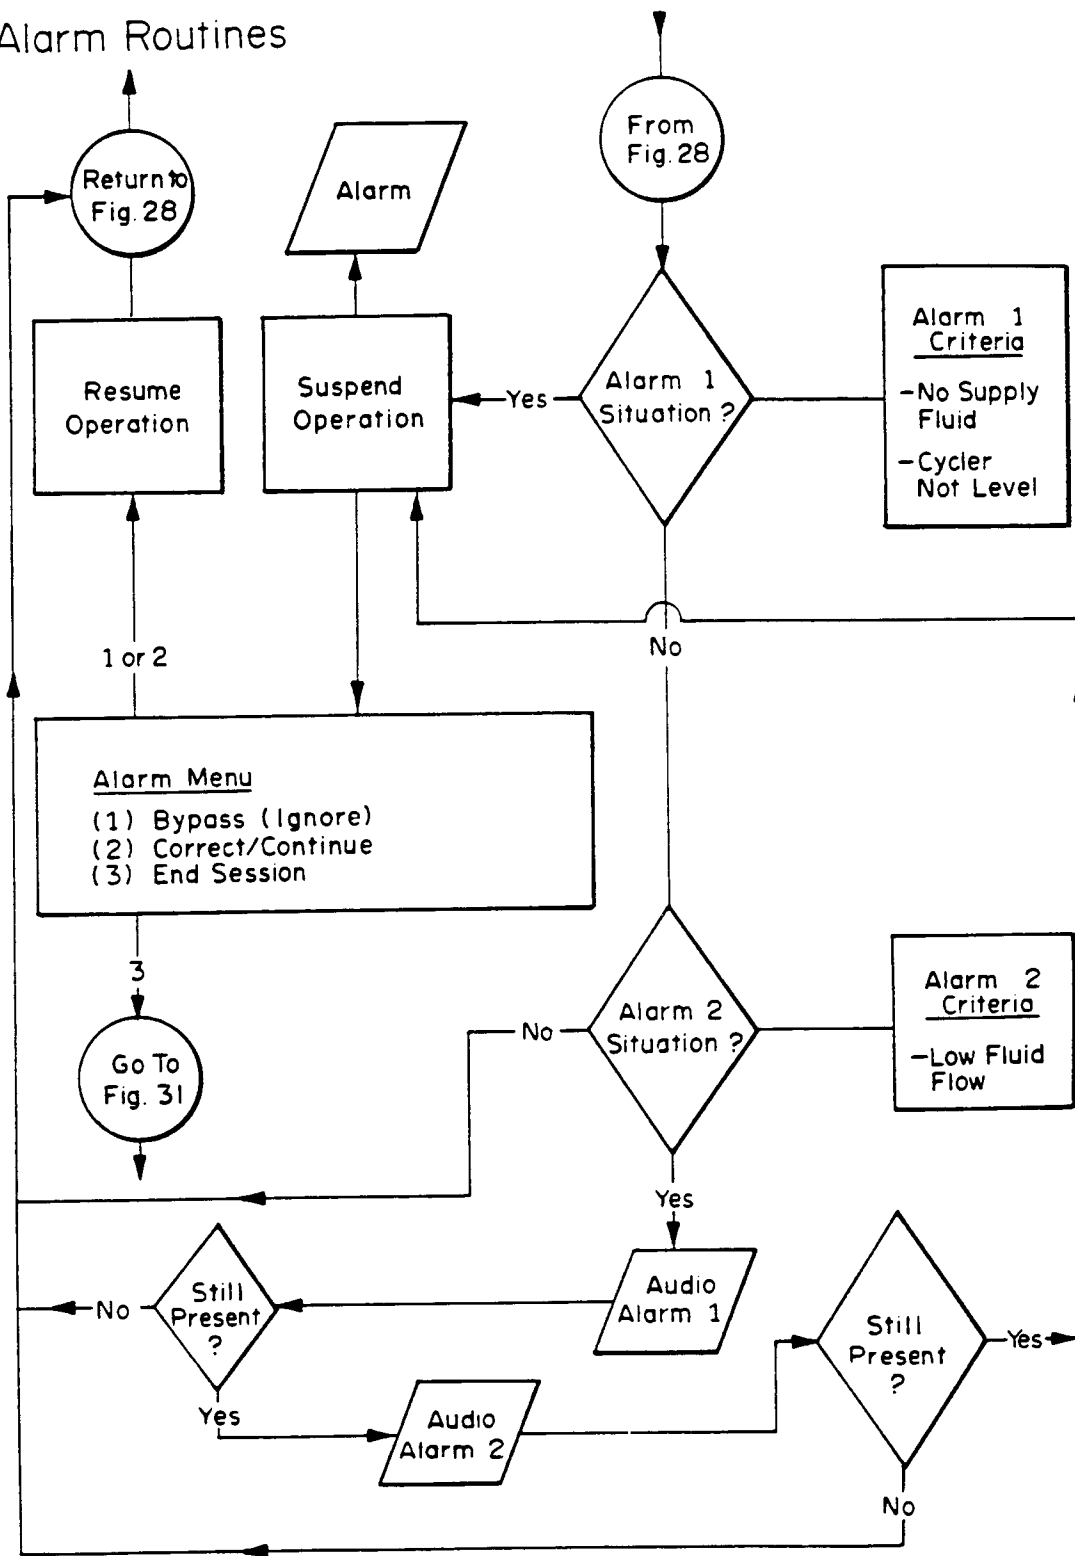 Alarm Routines
From
Fig. 28
Return to
Fig. 28
Alarm
Resume
Operation
Suspend
Operation
Yes
Alarm 1
Situation ?
Alarm 1
Criteria
-No Supply
Fluid
-Cycler
Not Level
1 or 2
No
Alarm Menu
(1) Bypass (Ignore)
(2) Correct/Continue
(3) End Session
3
Go To
Fig. 31
No
Alarm 2
Situation ?
Alarm 2
Criteria
-Low Fluid
Flow
Yes
No
Still
Present
?
Audio
Alarm 1
Still
Present
?
Yes
Yes
Audio
Alarm 2
No